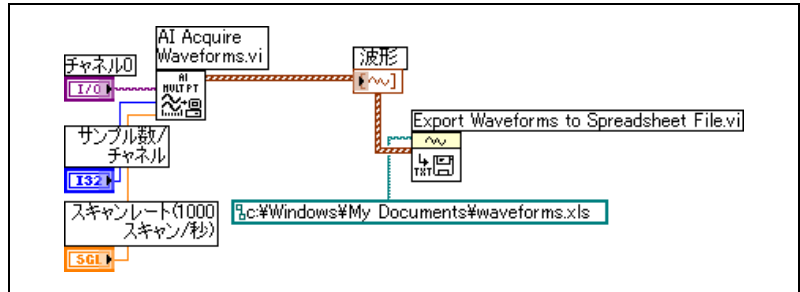 AI Acquire
Waveforms.vi
チャネル0
I/O
AI
MULT PT
波形
Export Waveforms to Spreadsheet File.vi
TXT
サンプル数/
チャネル
I32
c:¥Windows¥My Documents¥waveforms.xls
スキャンレート(1000
スキャン/秒)
SGL